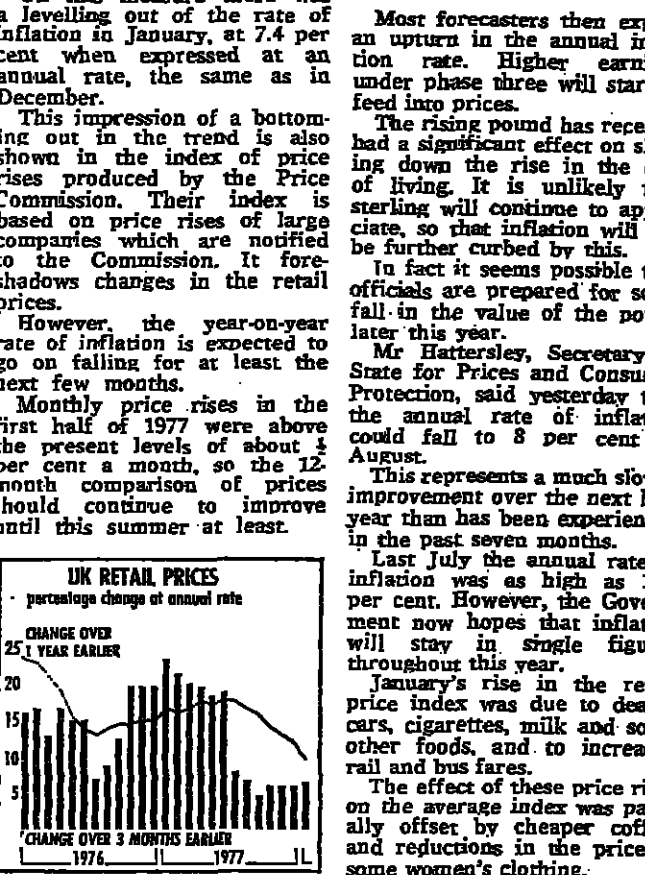 a levelling out of the rate of
inflation in January, at 7.4 per
cent when expressed at an
annual rate, the same as in
December.
This impression of a bottom-
ing out in the trend is also
shown in the index of price
rises produced by the Price
Commission. Their index is
based on price rises of large
companies which are notified
to the Commission. It fore-
shadows changes in the retail
prices.
However, the year-on-year
rate of inflation is expected to
go on falling for at least the
next few months.
Monthly price rises in the
first half of 1977 were above
the present levels of about ½
per cent a month, so the 12-
month comparison of prices
should continue to improve
until this summer at least.
UK RETAIL PRICES
percentage change at annual rate
CHANGE OVER
1 YEAR EARLIER
25
20
15
10
5
CHANGE OVER 3 MONTHS EARLIER
1976 1977
Most forecasters then exp
an upturn in the annual in
tion rate. Higher earni
under phase three will star
feed into prices.
The rising pound has rece
had a significant effect on sl
ing down the rise in the
of living. It is unlikely
sterling will continue to ap
ciate, so that inflation will
be further curbed by this.
In fact it seems possible t
officials are prepared for so
fall in the value of the po
later this year.
Mr Hattersley, Secretary
State for Prices and Consu
Protection, said yesterday t
the annual rate of inflat
could fall to 8 per cent
August.
This represents a much slo
improvement over the next
year than has been experien
in the past seven months.
Last July the annual rate
inflation was as high as
per cent. However, the Gove
ment now hopes that inflat
will stay in single figu
throughout this year.
January's rise in the re
price index was due to dea
cars, cigarettes, milk and so
other foods, and to increa
rail and bus fares.
The effect of these price ri
on the average index was pa
ally offset by cheaper coff
and reductions in the price
some women's clothing.